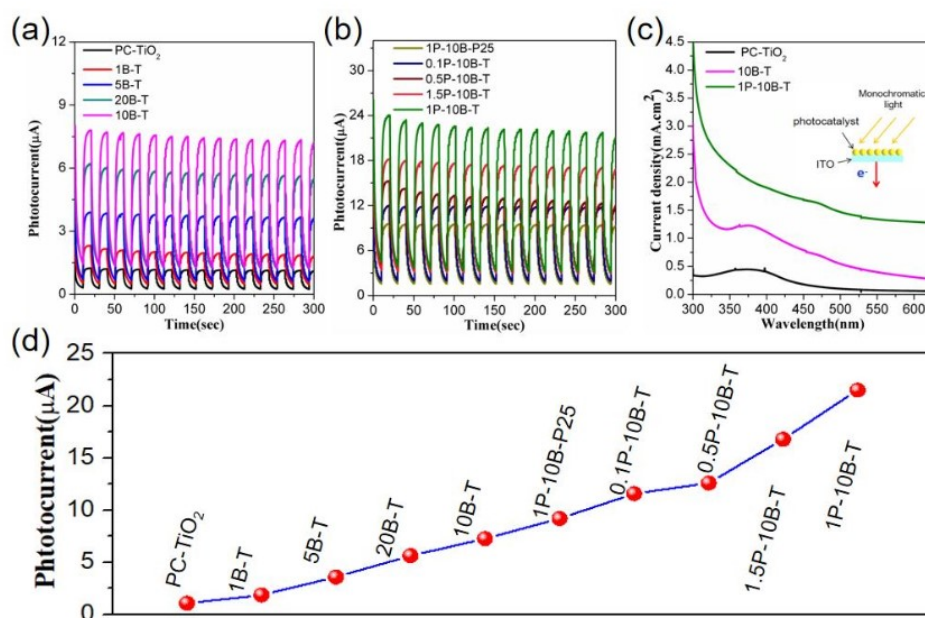 (a)
12
9
6
3
0
Phtotocurrent(μA)
PC-TiO₂
1B-T
5B-T
20B-T
10B-T
0 50 100 150 200 250 300
Time(sec)
(b)
36
30
24
18
12
6
0
Phtotocurrent(μA)
1P-10B-P25
0.1P-10B-T
0.5P-10B-T
1.5P-10B-T
1P-10B-T
0 50 100 150 200 250 300
Time(sec)
(c)
4.5
4.0
3.5
3.0
2.5
2.0
1.5
1.0
0.5
0.0
Current density(mA.cm²)
PC-TiO₂
10B-T
1P-10B-T
Monochromatic
light
photocatalyst
ITO
e⁻
300 350 400 450 500 550 600
Wavelength(nm)
(d)
25
20
15
10
5
0
Phtotocurrent(μA)
PC-TiO₂
1B-T
5B-T
20B-T
10B-T
1P-10B-P25
0.1P-10B-T
0.5P-10B-T
1.5P-10B-T
1P-10B-T